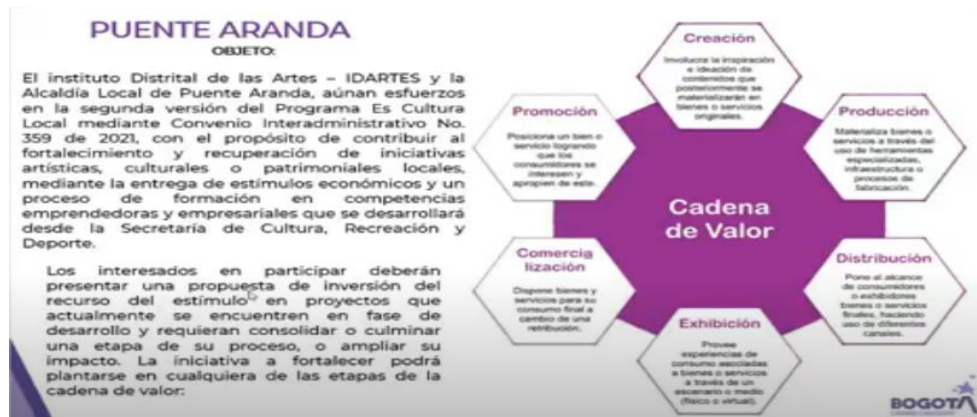 PUENTE ARANDA
OBJETO:
El instituto Distrital de las Artes – IDARTES y la
Alcaldía Local de Puente Aranda, aúnan esfuerzos
en la segunda versión del Programa Es Cultura
Local mediante Convenio Interadministrativo No.
359 de 2021, con el propósito de contribuir al
fortalecimiento y recuperación de iniciativas
artísticas, culturales o patrimoniales locales,
mediante la entrega de estímulos económicos y un
proceso de formación en competencias
emprendedoras y empresariales que se desarrollará
desde la Secretaría de Cultura, Recreación y
Deporte.
Los interesados en participar deberán
presentar una propuesta de inversión del
recurso del estímulo en proyectos que
actualmente se encuentren en fase de
desarrollo y requieran consolidar o culminar
una etapa de su proceso, o ampliar su
impacto. La iniciativa a fortalecer podrá
plantarse en cualquiera de las etapas de la
cadena de valor:
Cadena
de Valor
Creación
Involucra la inspiración
e ideación de
contenidos que
posteriormente se
materializarán en
bienes o servicios
originales.
Producción
Materializa bienes o
servicios a través del
uso de herramientas
especializadas,
infraestructura o
procesos de
fabricación.
Distribución
Pone al alcance
de consumidores
o exhibidores
bienes o servicios
finales, haciendo
uso de diferentes
canales.
Exhibición
Provee
experiencias de
consumo asociadas
a bienes o servicios
a través de un
escenario o medio
(físico o virtual).
Comercia
lización
Dispone bienes y
servicios para su
consumo final a
cambio de una
retribución.
Promoción
Posiciona un bien o
servicio logrando
que los
consumidores se
interesen y
apropien de este.
BOGOTÁ